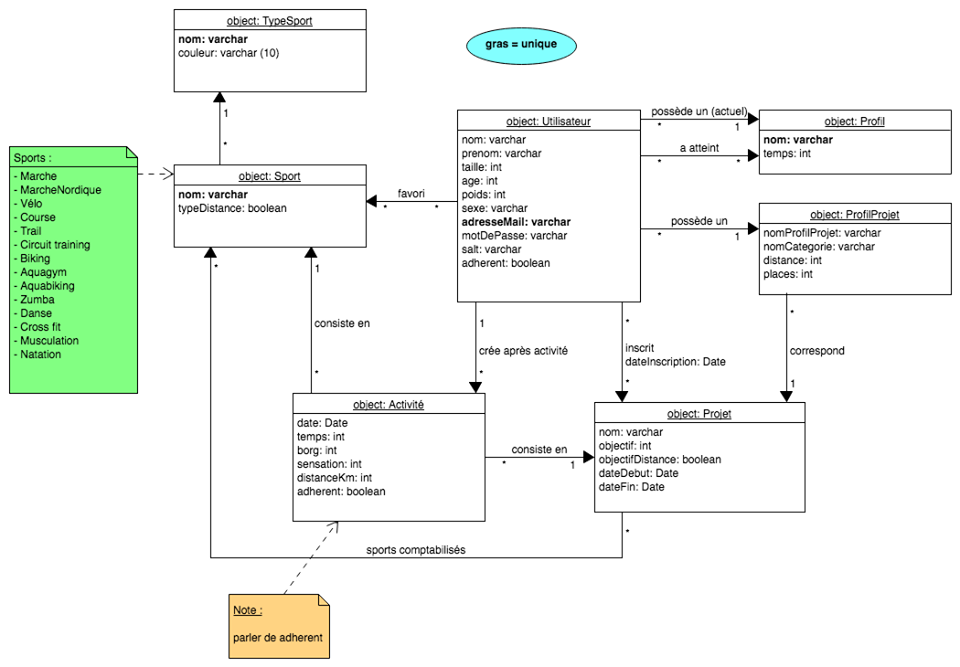 object: TypeSport
nom: varchar
couleur: varchar (10)
gras = unique
Sports :
- Marche
- MarcheNordique
- Vélo
- Course
- Trail
- Circuit training
- Biking
- Aquagym
- Aquabiking
- Zumba
- Danse
- Cross fit
- Musculation
- Natation
1
*
object: Sport
nom: varchar
typeDistance: boolean
favori
*
*
object: Utilisateur
nom: varchar
prenom: varchar
taille: int
age: int
poids: int
sexe: varchar
adresseMail: varchar
motDePasse: varchar
salt: varchar
adherent: boolean
possède un (actuel)
*
1
a atteint
*
*
object: Profil
nom: varchar
temps: int
possède un
*
1
object: ProfilProjet
nomProfilProjet: varchar
nomCategorie: varchar
distance: int
places: int
*
1
consiste en
*
1
crée après activité
*
*
inscrit
dateInscription: Date
*
*
correspond
1
object: Activité
date: Date
temps: int
borg: int
sensation: int
distanceKm: int
adherent: boolean
consiste en
*
1
object: Projet
nom: varchar
objectif: int
objectifDistance: boolean
dateDebut: Date
dateFin: Date
*
sports comptabilisés
Note :
parler de adherent